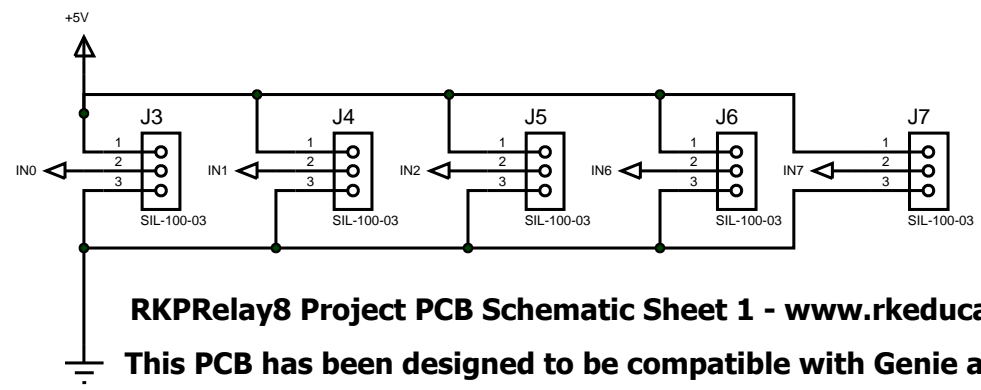 +5V
J3
J4
J5
J6
J7
1
1
1
1
1
IN0
2
IN1
2
IN2
2
IN6
2
IN7
2
3
3
3
3
3
SIL-100-03
SIL-100-03
SIL-100-03
SIL-100-03
SIL-100-03
RKPRelay8 Project PCB Schematic Sheet 1 - www.rkeduca
This PCB has been designed to be compatible with Genie a